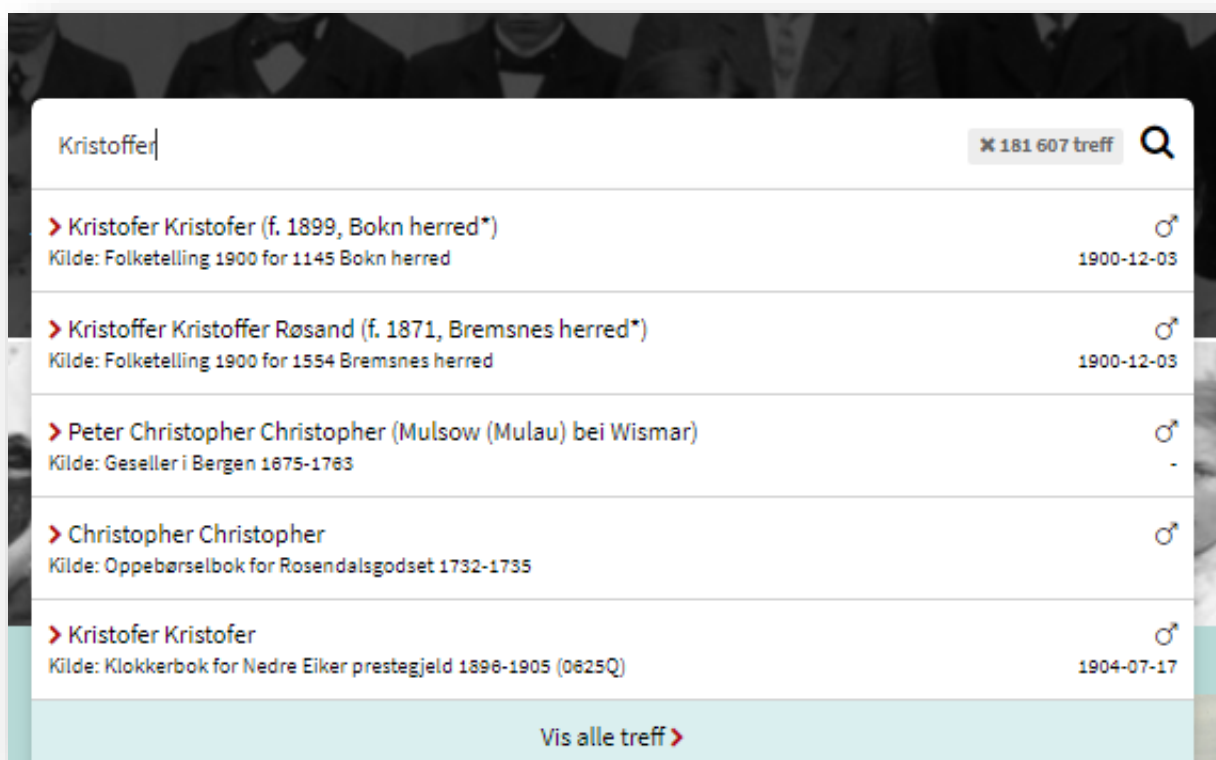 Kristoffer
✖ 181 607 treff
Kristofer Kristofer (f. 1899, Bokn herred*)
Kilde: Folketelling 1900 for 1145 Bokn herred
1900-12-03
Kristoffer Kristoffer Røsand (f. 1871, Bremsnes herred*)
Kilde: Folketelling 1900 for 1554 Bremsnes herred
1900-12-03
Peter Christopher Christopher (Mulsow (Mulau) bei Wismar)
Kilde: Geseller i Bergen 1675-1763
-
Christopher Christopher
Kilde: Oppebørselbok for Rosendalsgodset 1732-1735
Kristofer Kristofer
Kilde: Klokkerbok for Nedre Eiker prestegjeld 1896-1905 (0625Q)
1904-07-17
Vis alle treff